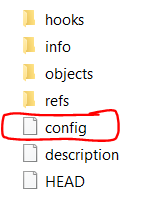 hooks
info
objects
refs
config
description
HEAD